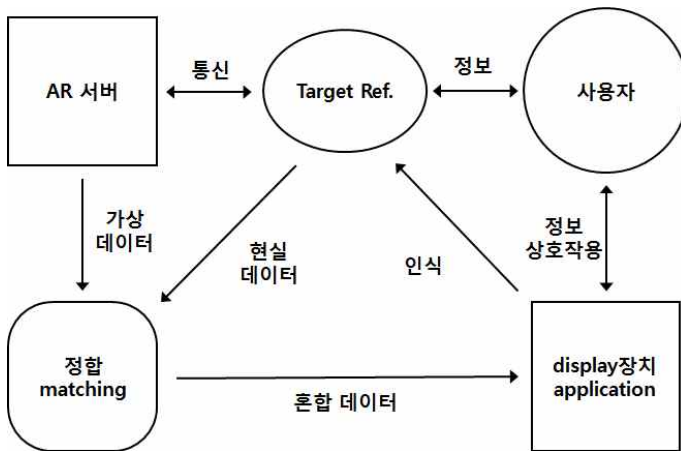 통신
정보
AR 서버
Target Ref.
사용자
가상
데이터
현실
데이터
인식
정보
상호작용
정합
matching
display장치
application
혼합 데이터